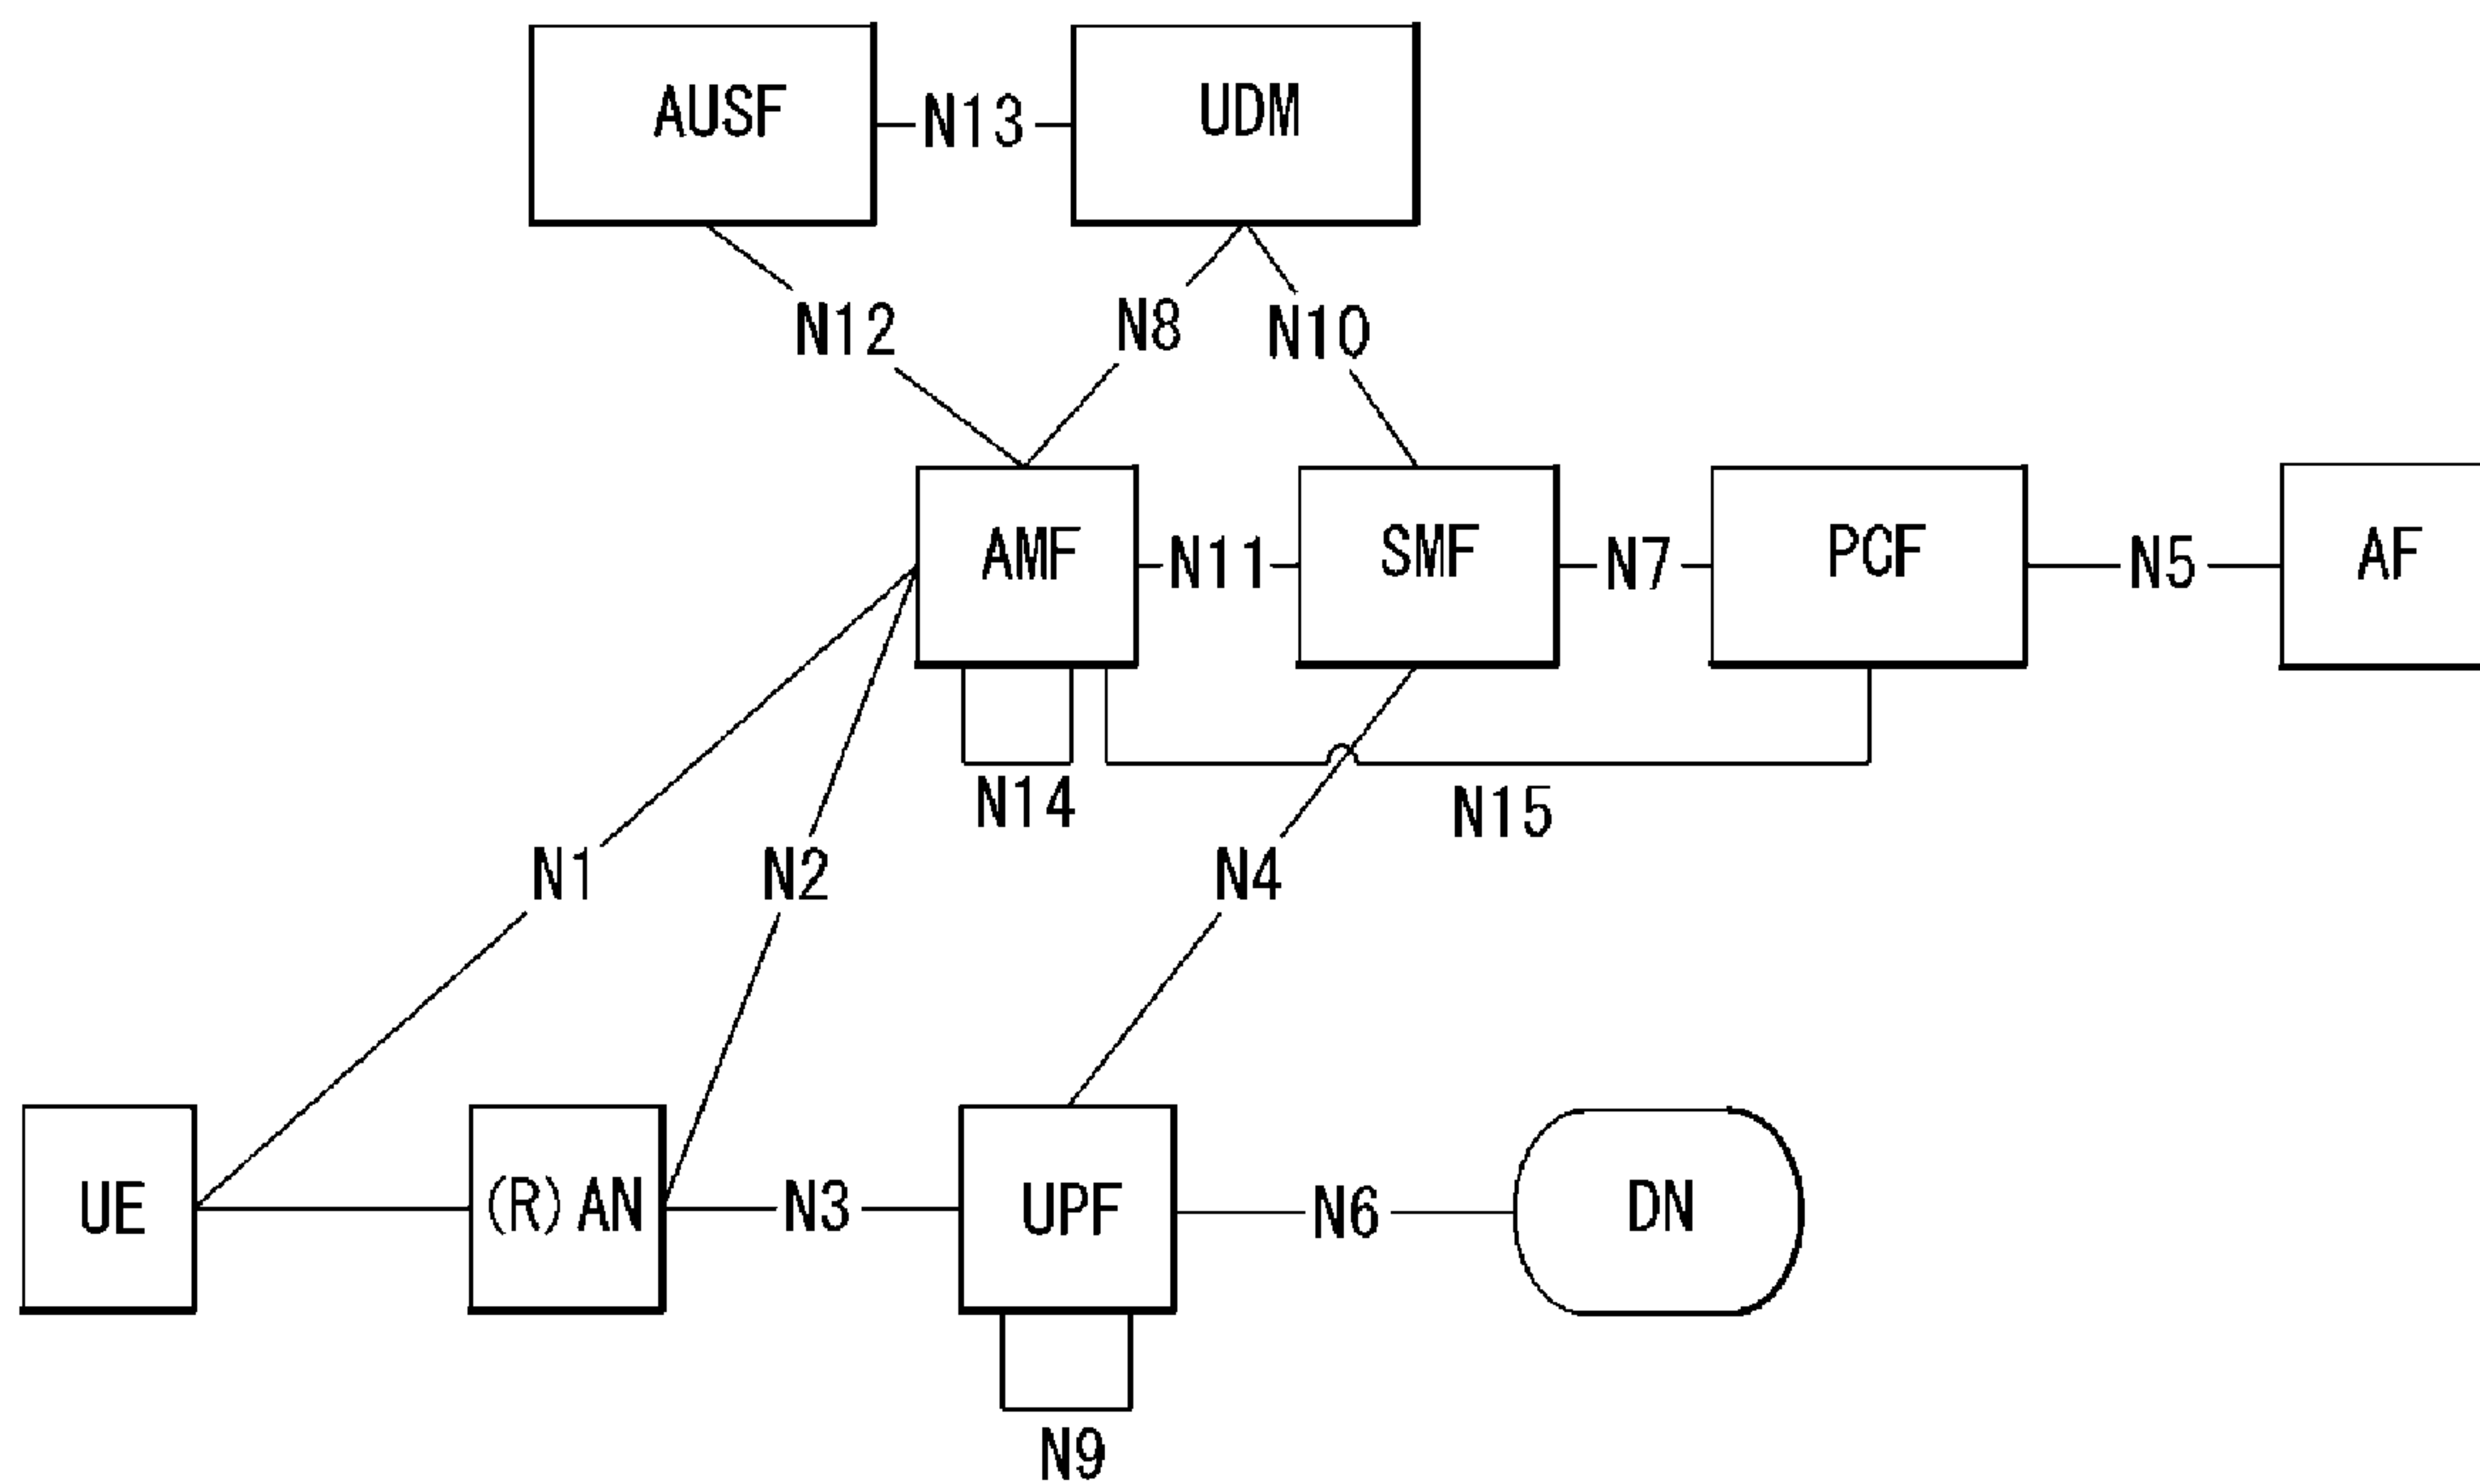 AUSF
N13
UDM
N12
N8
N10
AMF
N11
SMF
N7
PCF
N5
AF
N14
N15
N1
N2
N4
UE
(R) AN
N3
UPF
N6
DN
N9